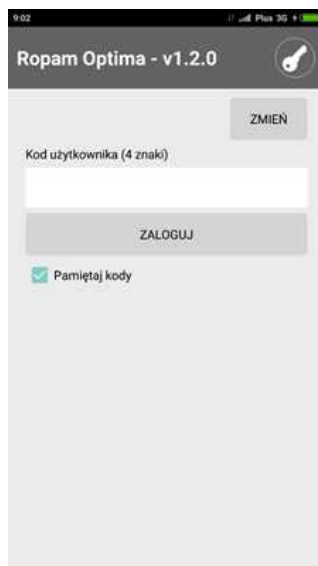 9:02 Plus 3G
Ropam Optima - v1.2.0
ZMIEŃ
Kod użytkownika (4 znaki)
ZALOGUJ
Pamiętaj kody